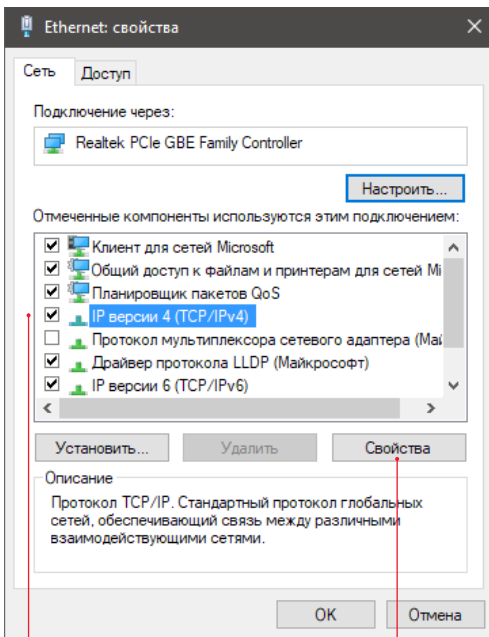 Ethernet: свойства
Сеть Доступ
Подключение через:
Realtek PCIe GBE Family Controller
Настроить...
Отмеченные компоненты используются этим подключением:
Клиент для сетей Microsoft
Общий доступ к файлам и принтерам для сетей Mi
Планировщик пакетов QoS
IP версии 4 (TCP/IPv4)
Протокол мультиплексора сетевого адаптера (Май
Драйвер протокола LLDP (Майкрософт)
IP версии 6 (TCP/IPv6)
Установить... Удалить Свойства
Описание
Протокол TCP/IP. Стандартный протокол глобальных
сетей, обеспечивающий связь между различными
взаимодействующими сетями.
OK Отмена